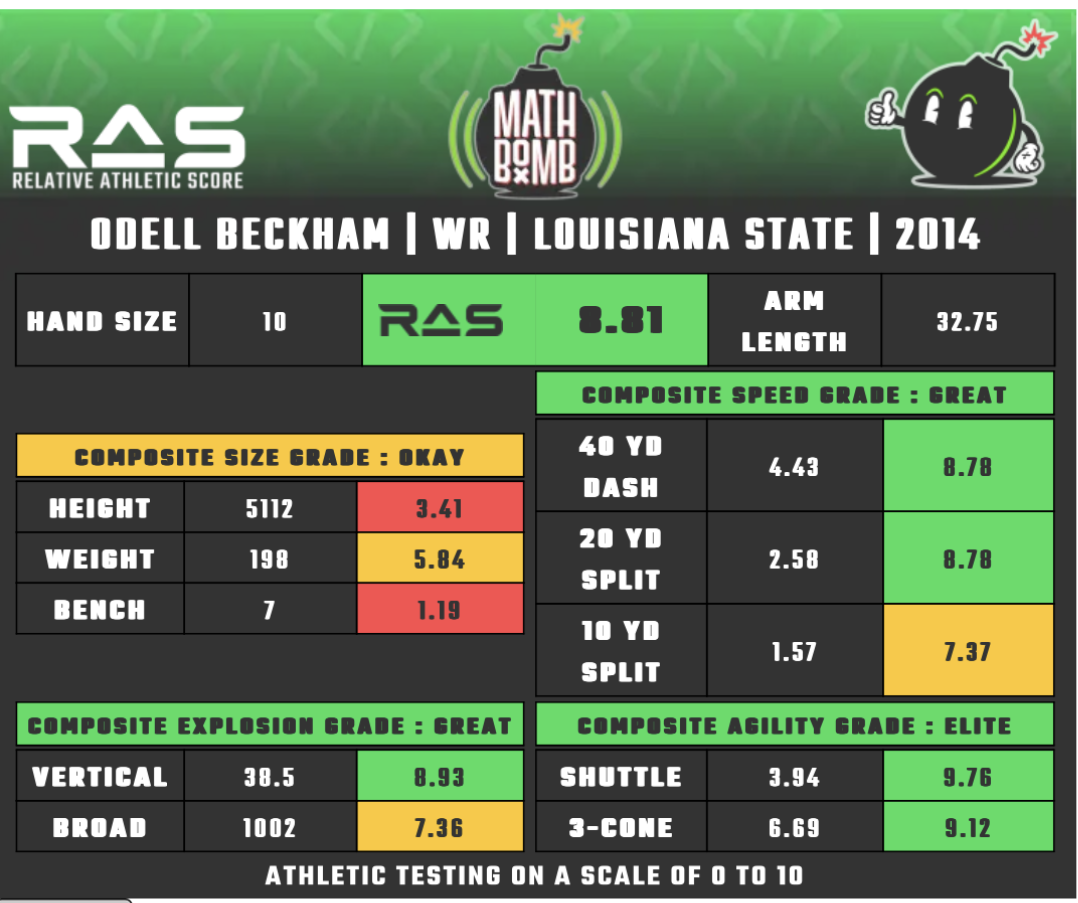 MATH
BOMB
RAS
RELATIVE ATHLETIC SCORE
ODELL BECKHAM | WR | LOUISIANA STATE | 2014
HAND SIZE 10 RAS 8.81 ARM LENGTH 32.75
COMPOSITE SPEED GRADE : GREAT
40 YD DASH 4.43 8.78
20 YD SPLIT 2.58 8.78
10 YD SPLIT 1.57 7.37
COMPOSITE SIZE GRADE : OKAY
HEIGHT 5112 3.41
WEIGHT 198 5.84
BENCH 7 1.19
COMPOSITE EXPLOSION GRADE : GREAT
VERTICAL 38.5 8.93
BROAD 1002 7.36
COMPOSITE AGILITY GRADE : ELITE
SHUTTLE 3.94 9.76
3-CONE 6.69 9.12
ATHLETIC TESTING ON A SCALE OF 0 TO 10